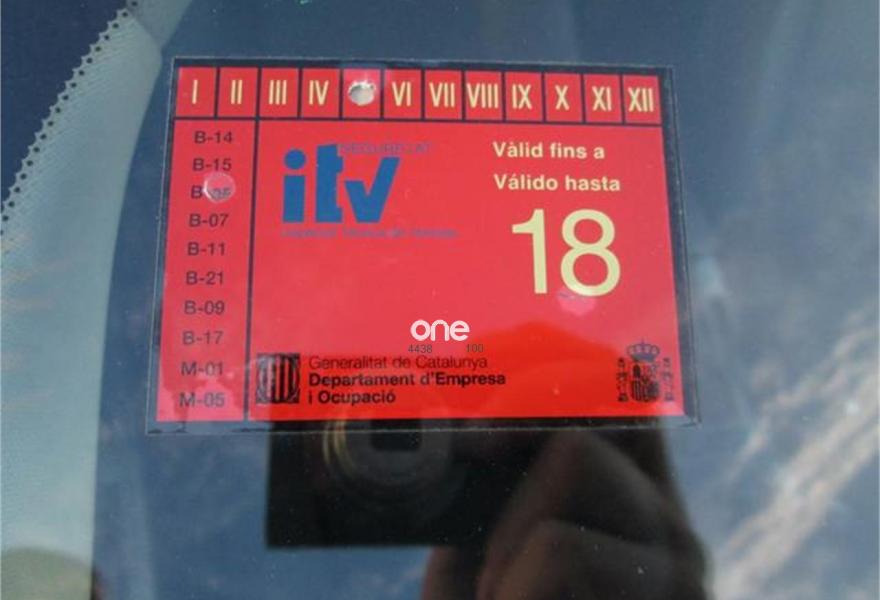 I II III IV VI VII VIII IX X XI XII
B-14
B-15
B-07
B-11
B-21
B-09
B-17
M-01
M-05
SEGURETAT
itv
Vàlid fins a
Válido hasta
18
one
4438 100
Generalitat de Catalunya
Departament d'Empresa
i Ocupació